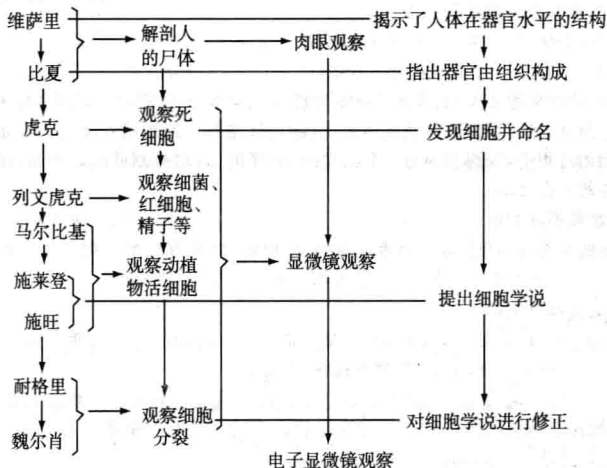 维萨里
比夏
虎克
列文虎克
马尔比基
施莱登
施旺
耐格里
魏尔肖
解剖人
的尸体
观察死
细胞
观察细菌、
红细胞、
精子等
观察动植
物活细胞
观察细胞
分裂
肉眼观察
显微镜观察
电子显微镜观察
揭示了人体在器官水平的结构
指出器官由组织构成
发现细胞并命名
提出细胞学说
对细胞学说进行修正